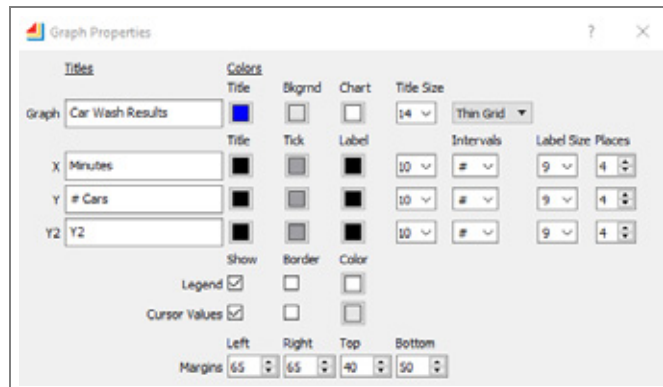 Graph Properties
?
Titles Colors
Title Bkgrnd Chart Title Size
Graph Car Wash Results 14 Thin Grid
Title Tick Label Intervals Label Size Places
X Minutes 10 # 9 4
Y # Cars 10 # 9 4
Y2 Y2 10 # 9 4
Show Border Color
Legend
Cursor Values
Left Right Top Bottom
Margins 65 65 40 50